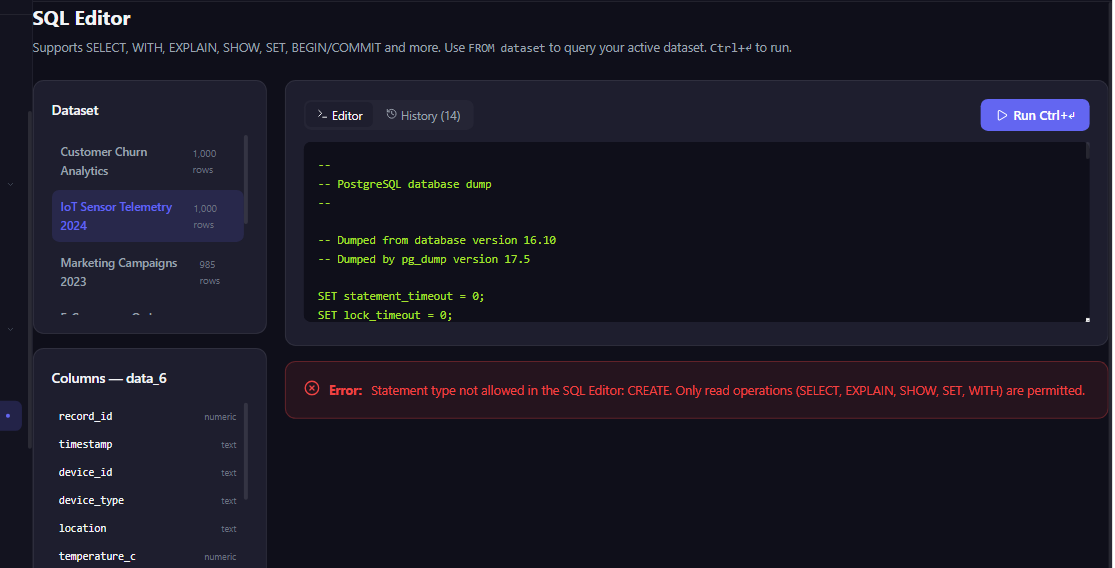 SQL Editor
Supports SELECT, WITH, EXPLAIN, SHOW, SET, BEGIN/COMMIT and more. Use FROM dataset to query your active dataset. Ctrl+↵ to run.
Dataset
Customer Churn Analytics 1,000 rows
IoT Sensor Telemetry 2024 1,000 rows
Marketing Campaigns 2023 985 rows
Editor
History (14)
Run Ctrl+↵
--
-- PostgreSQL database dump
--
-- Dumped from database version 16.10
-- Dumped by pg_dump version 17.5
SET statement_timeout = 0;
SET lock_timeout = 0;
Error: Statement type not allowed in the SQL Editor: CREATE. Only read operations (SELECT, EXPLAIN, SHOW, SET, WITH) are permitted.
Columns — data_6
record_id numeric
timestamp text
device_id text
device_type text
location text
temperature_c numeric